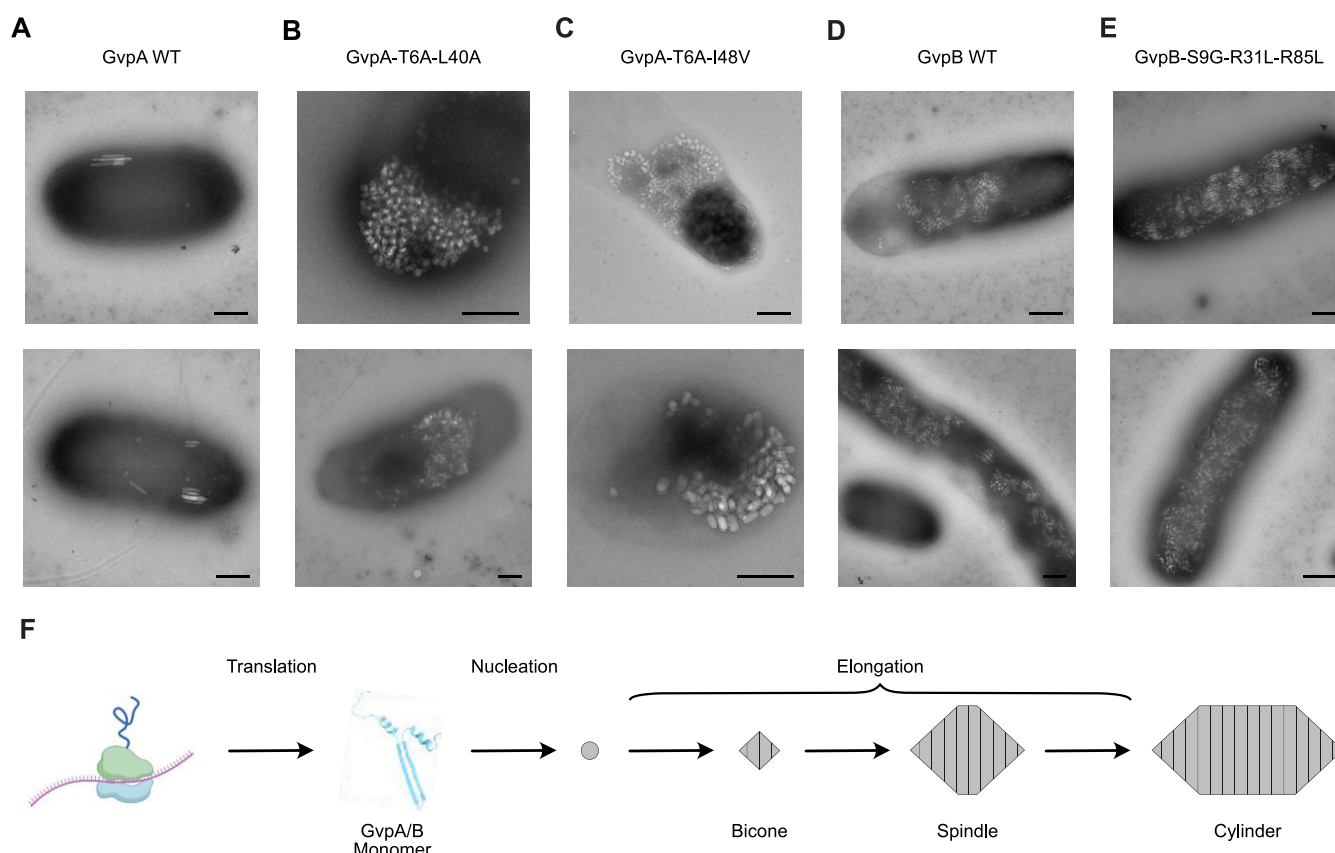 A
B
C
D
E
GvpA WT
GvpA-T6A-L40A
GvpA-T6A-I48V
GvpB WT
GvpB-S9G-R31L-R85L
F
Translation
Nucleation
Elongation
GvpA/B
Monomer
Bicone
Spindle
Cylinder